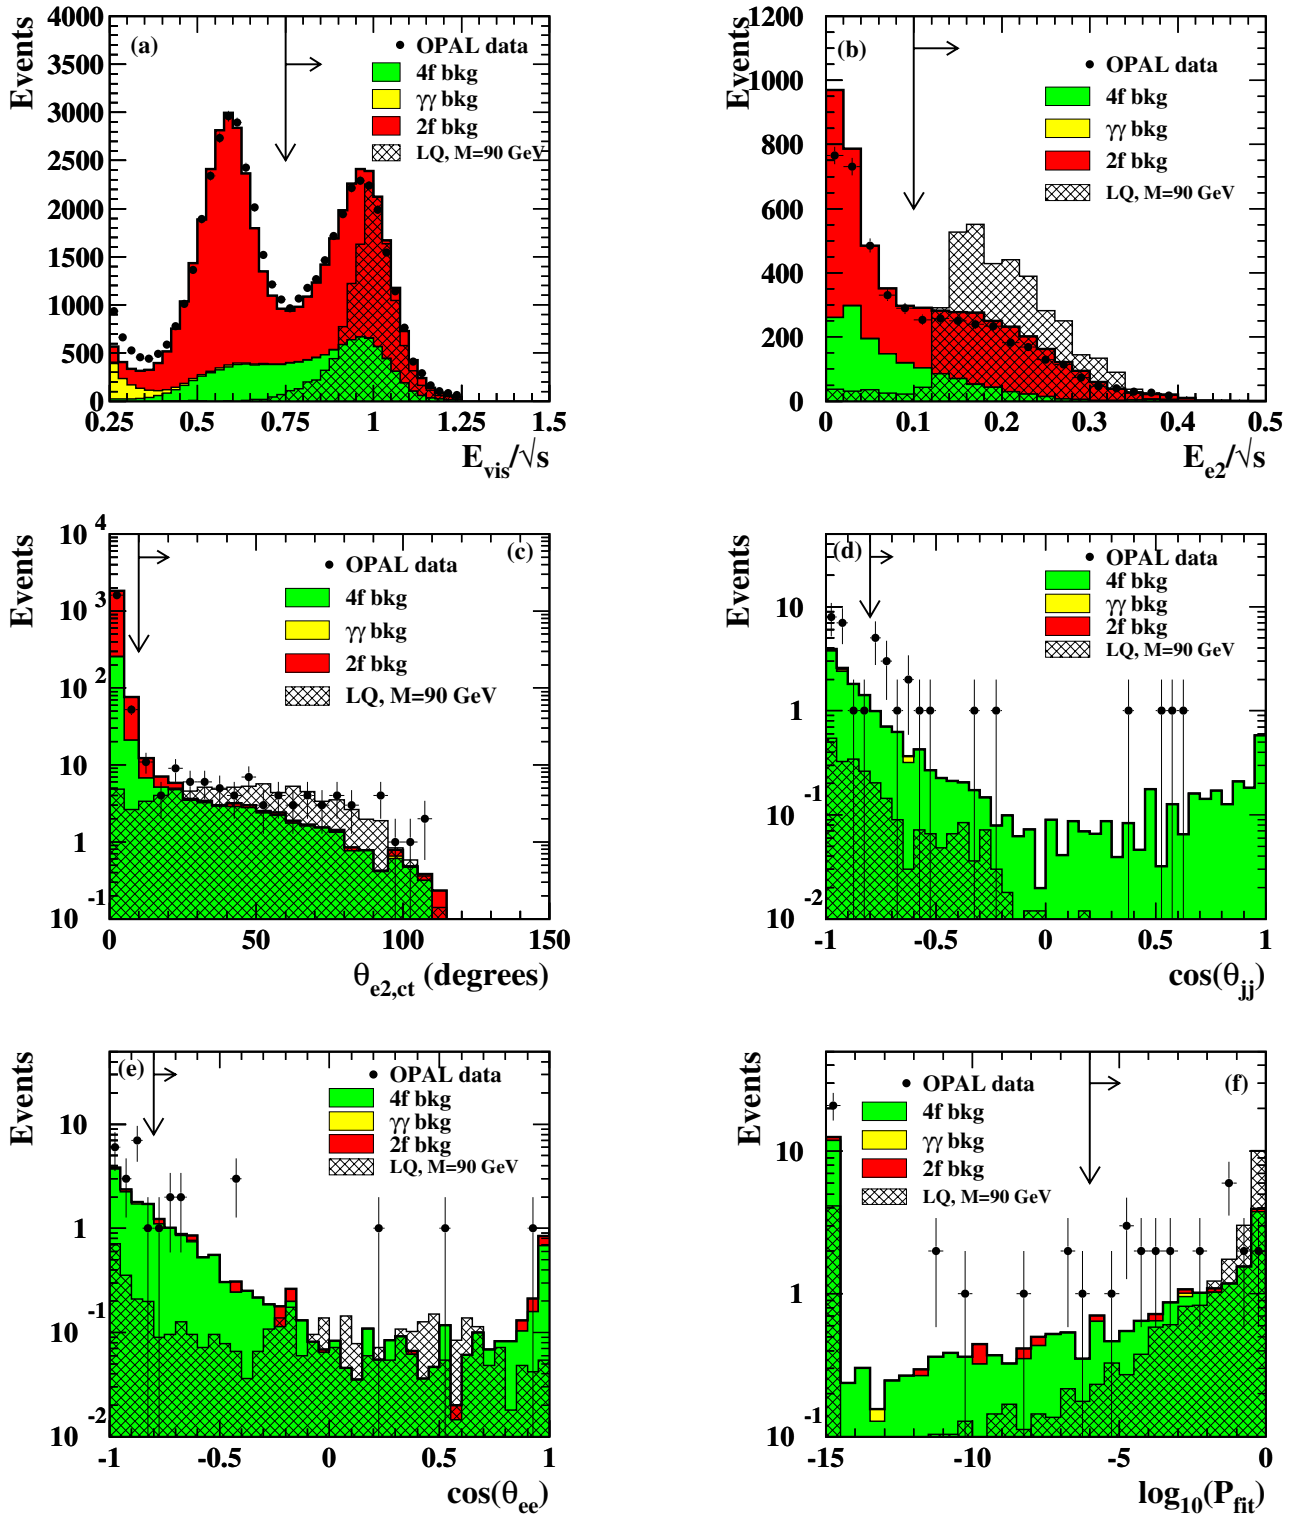 (a)
Events
4000
3500
3000
2500
2000
1500
1000
500
0
OPAL data
4f bkg
γγ bkg
2f bkg
LQ, M=90 GeV
0.25 0.5 0.75 1 1.25 1.5
E_vis/√s
(b)
Events
1200
1000
800
600
400
200
0
OPAL data
4f bkg
γγ bkg
2f bkg
LQ, M=90 GeV
0 0.1 0.2 0.3 0.4 0.5
E_e2/√s
(c)
Events
10^4
10^3
10^2
10
1
10^-1
OPAL data
4f bkg
γγ bkg
2f bkg
LQ, M=90 GeV
0 50 100 150
θ_e2,ct (degrees)
(d)
Events
10
1
10^-1
10^-2
OPAL data
4f bkg
γγ bkg
2f bkg
LQ, M=90 GeV
-1 -0.5 0 0.5 1
cos(θ_jj)
(e)
Events
10
1
10^-1
10^-2
OPAL data
4f bkg
γγ bkg
2f bkg
LQ, M=90 GeV
-1 -0.5 0 0.5 1
cos(θ_ee)
(f)
Events
10
1
10^-1
OPAL data
4f bkg
γγ bkg
2f bkg
LQ, M=90 GeV
-15 -10 -5 0
log_10(P_fit)